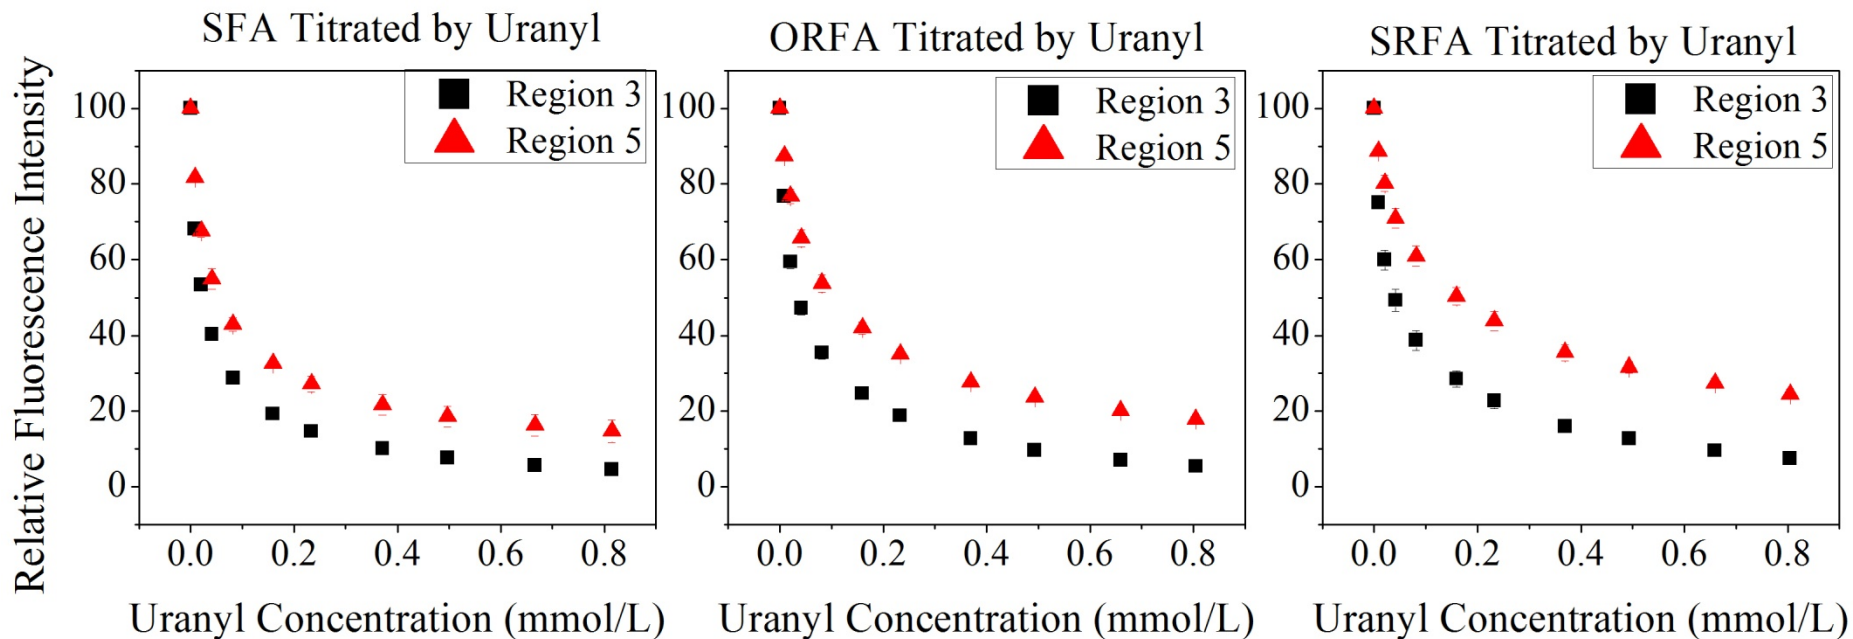 SFA Titrated by Uranyl
ORFA Titrated by Uranyl
SRFA Titrated by Uranyl
Relative Fluorescence Intensity
100
80
60
40
20
0
Region 3
Region 5
0.0 0.2 0.4 0.6 0.8
Uranyl Concentration (mmol/L)
100
80
60
40
20
0
Region 3
Region 5
0.0 0.2 0.4 0.6 0.8
Uranyl Concentration (mmol/L)
100
80
60
40
20
0
Region 3
Region 5
0.0 0.2 0.4 0.6 0.8
Uranyl Concentration (mmol/L)